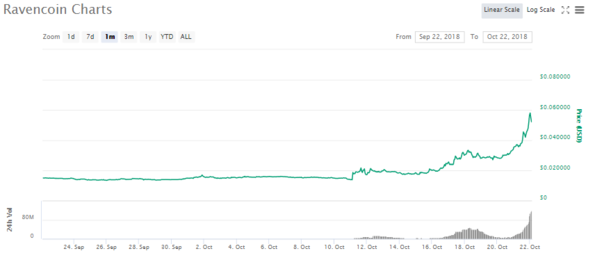 Ravencoin Charts
Linear Scale Log Scale
Zoom 1d 7d 1m 3m 1y YTD ALL
From Sep 22, 2018 To Oct 22, 2018
$0.080000
$0.060000
$0.040000
$0.020000
$0
Price (USD)
24h Vol
80M
0
24. Sep 26. Sep 28. Sep 30. Sep 2. Oct 4. Oct 6. Oct 8. Oct 10. Oct 12. Oct 14. Oct 16. Oct 18. Oct 20. Oct 22. Oct